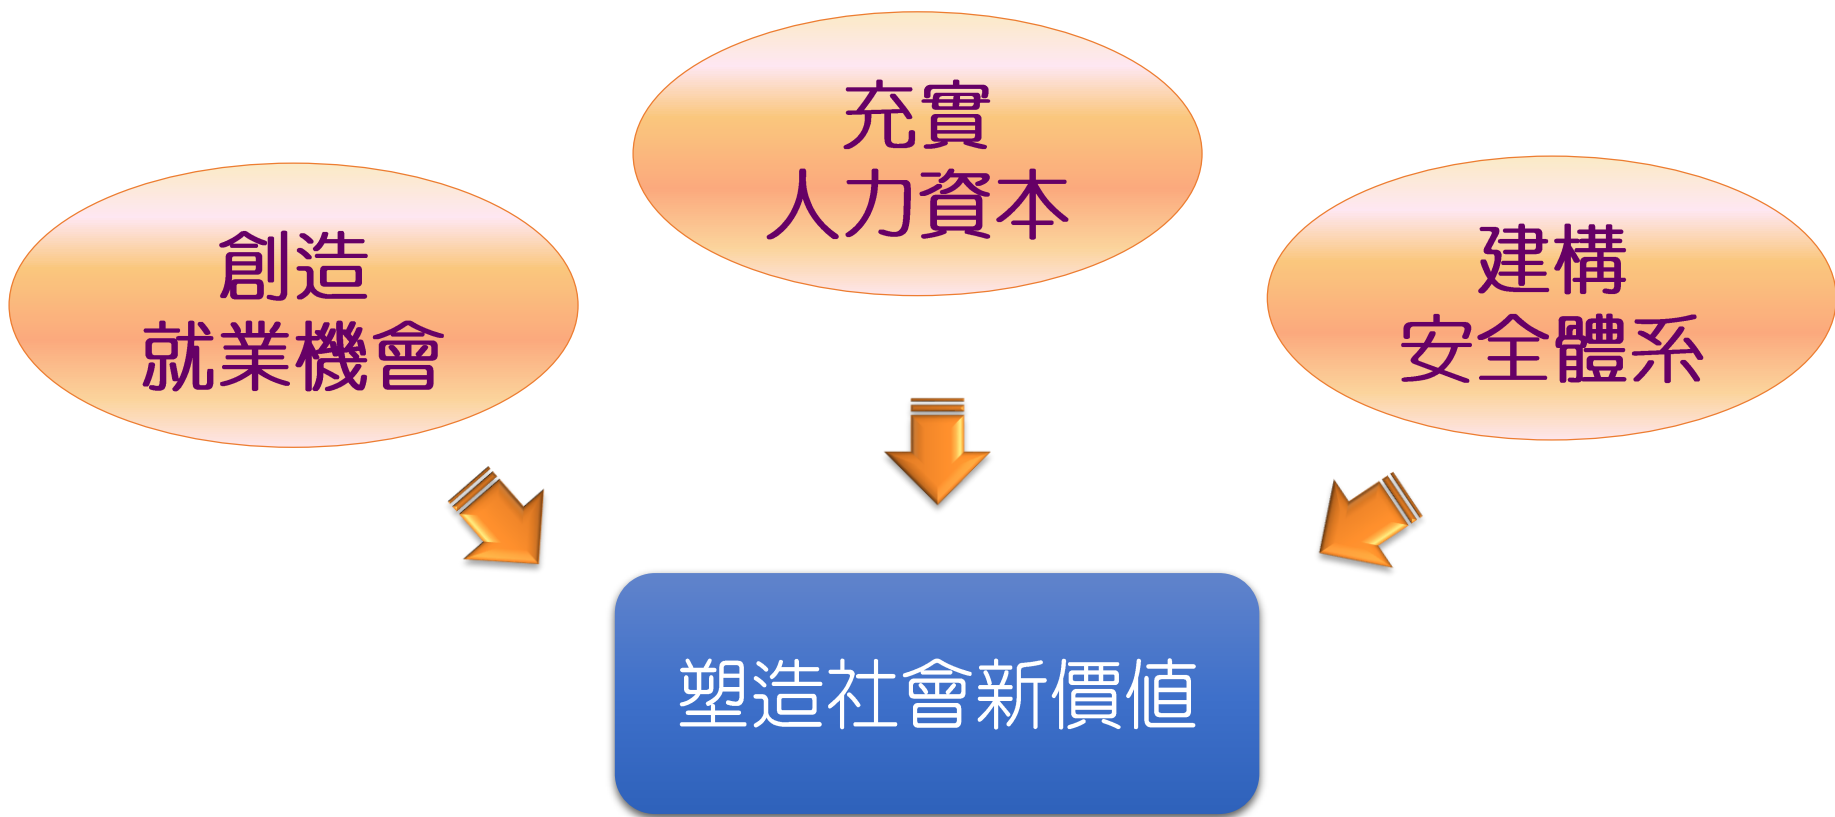 創造
就業機會
充實
人力資本
建構
安全體系
塑造社會新價值